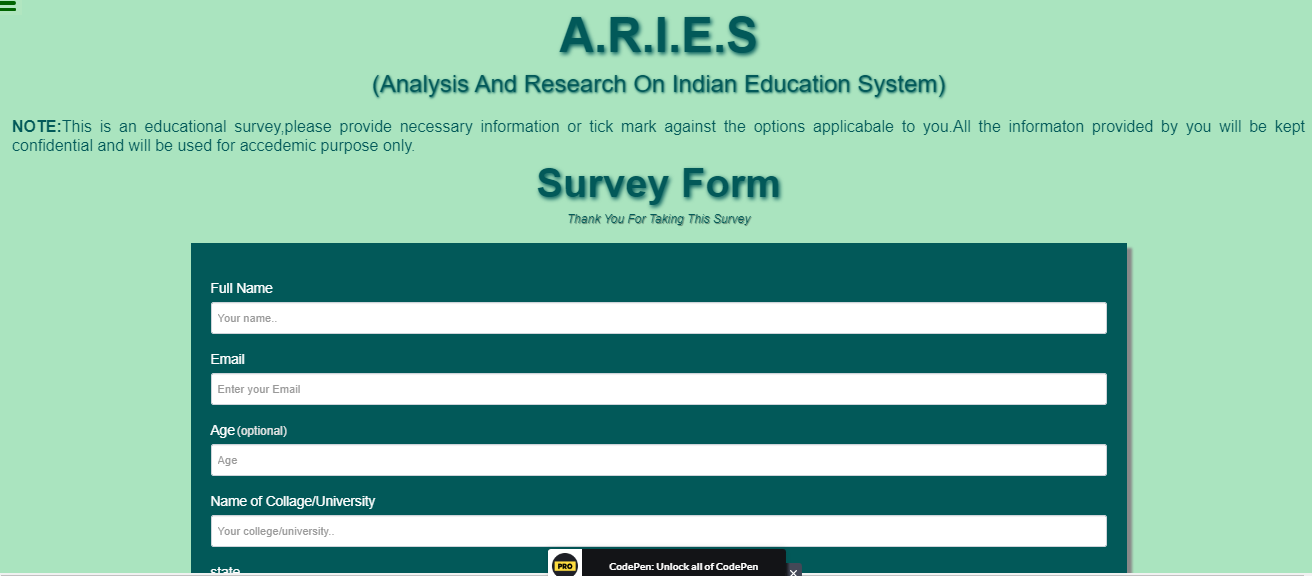 A.R.I.E.S
(Analysis And Research On Indian Education System)
NOTE:This is an educational survey,please provide necessary information or tick mark against the options applicabale to you.All the informaton provided by you will be kept
confidential and will be used for accedemic purpose only.
Survey Form
Thank You For Taking This Survey
Full Name
Your name..
Email
Enter your Email
Age(optional)
Age
Name of Collage/University
Your college/university..
state
PRO CodePen: Unlock all of CodePen